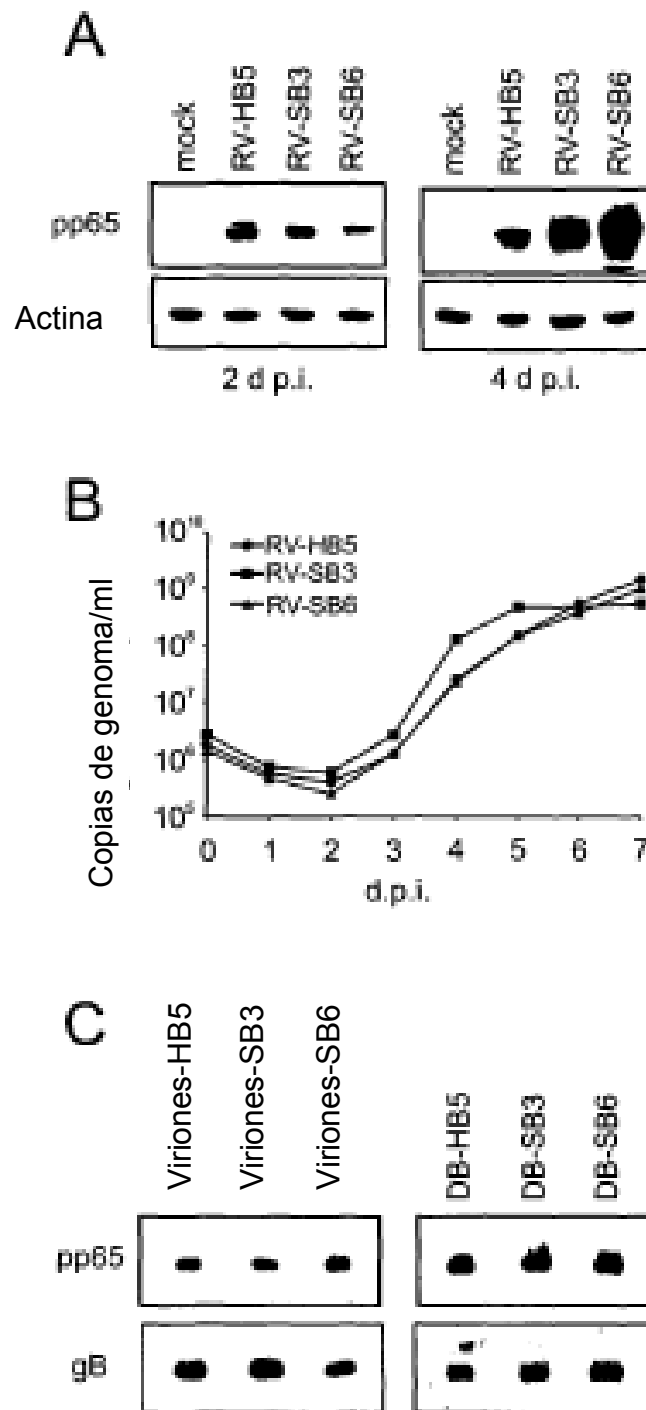 A
mock RV-HB5 RV-SB3 RV-SB6
mock RV-HB5 RV-SB3 RV-SB6
pp65
Actina
2 d p.i.
4 d p.i.
B
10¹⁰
10⁹
10⁸
10⁷
10⁶
10⁵
RV-HB5
RV-SB3
RV-SB6
Copias de genoma/ml
0 1 2 3 4 5 6 7
d.p.i.
C
Viriones-HB5 Viriones-SB3 Viriones-SB6
DB-HB5 DB-SB3 DB-SB6
pp65
gB